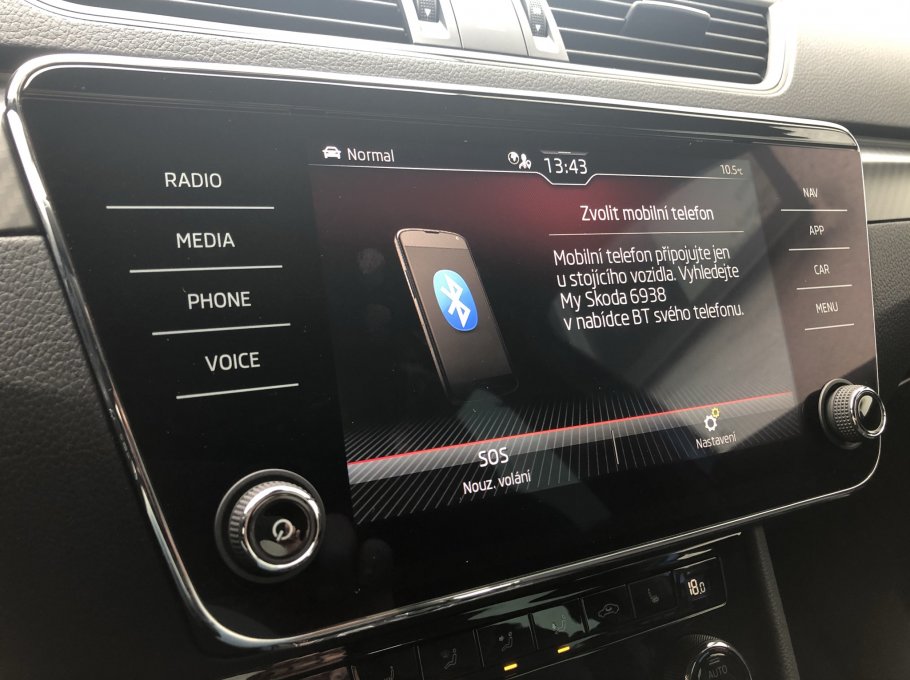 Normal
13:43
10.5°C
RADIO
MEDIA
PHONE
VOICE
Zvolit mobilní telefon
Mobilní telefon připojujte jen
u stojícího vozidla. Vyhledejte
My Skoda 6938
v nabídce BT svého telefonu.
NAV
APP
CAR
MENU
SOS
Nouz. volání
Nastavení
18.0
AUTO